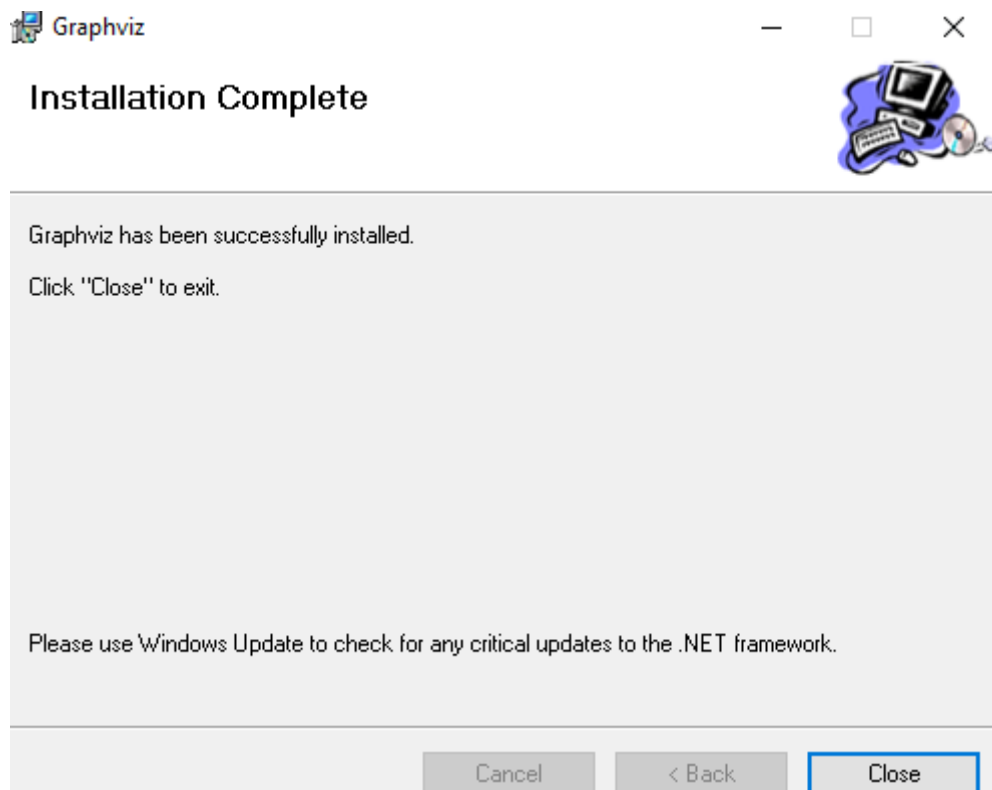 Graphviz
Installation Complete
Graphviz has been successfully installed.
Click "Close" to exit.
Please use Windows Update to check for any critical updates to the .NET framework.
Cancel
< Back
Close